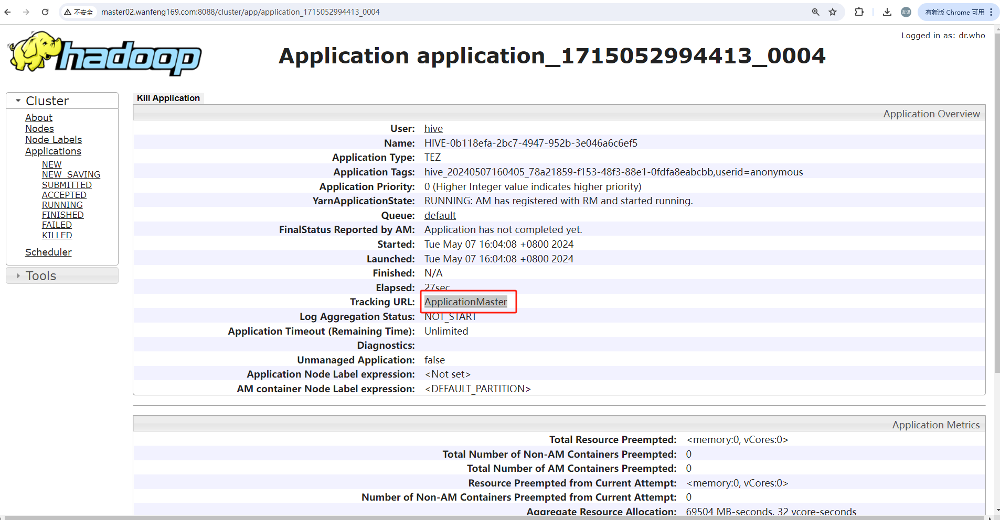 不安全
master02.wanfeng169.com:8088/cluster/app/application_1715052994413_0004
友谋
有新版 Chrome 可用
hadoop
Logged in as: dr.who
Application application_1715052994413_0004
Cluster
About
Nodes
Node Labels
Applications
NEW
NEW_SAVING
SUBMITTED
ACCEPTED
RUNNING
FINISHED
FAILED
KILLED
Scheduler
Tools
Kill Application
Application Overview
User: hive
Name: HIVE-0b118efa-2bc7-4947-952b-3e046a6c6ef5
Application Type: TEZ
Application Tags: hive_20240507160405_78a21859-f153-48f3-88e1-0fdfa8eabcbb,userid=anonymous
Application Priority: 0 (Higher Integer value indicates higher priority)
YarnApplicationState: RUNNING: AM has registered with RM and started running.
Queue: default
FinalStatus Reported by AM: Application has not completed yet.
Started: Tue May 07 16:04:08 +0800 2024
Launched: Tue May 07 16:04:08 +0800 2024
Finished: N/A
Elapsed: 27sec
Tracking URL: ApplicationMaster
Log Aggregation Status: NOT_START
Application Timeout (Remaining Time): Unlimited
Diagnostics:
Unmanaged Application: false
Application Node Label expression: <Not set>
AM container Node Label expression: <DEFAULT_PARTITION>
Application Metrics
Total Resource Preempted: <memory:0, vCores:0>
Total Number of Non-AM Containers Preempted: 0
Total Number of AM Containers Preempted: 0
Resource Preempted from Current Attempt: <memory:0, vCores:0>
Number of Non-AM Containers Preempted from Current Attempt: 0
Aggregate Resource Allocation: 69504 MB-seconds, 32 vcore-seconds